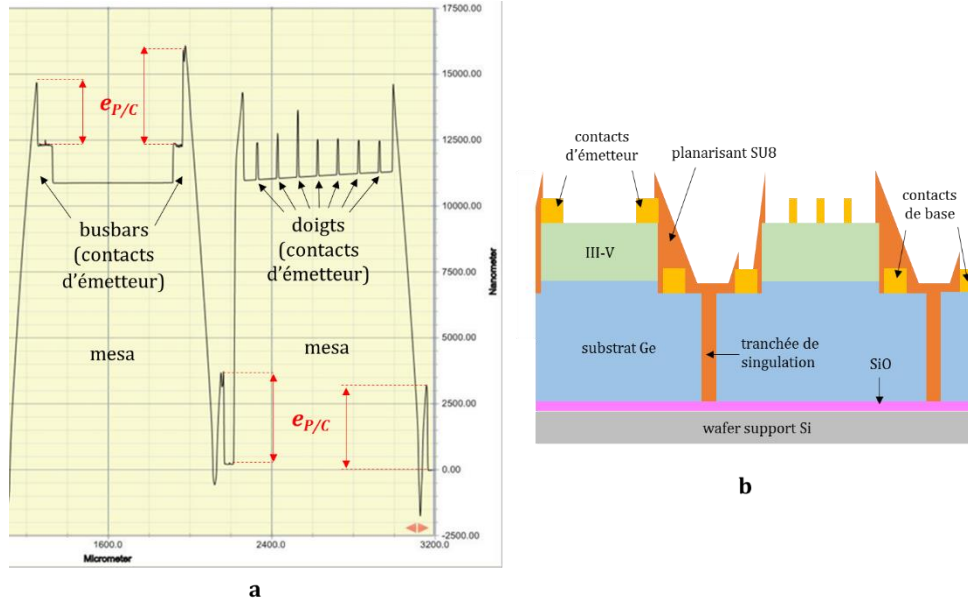 17500.00
15000.00
12500.00
10000.00
7500.00
5000.00
2500.00
0.00
-2500.00
Nanometer
1600.0
2400.0
3200.0
Micrometer
e_P/C
busbars
(contacts
d’émetteur)
doigts
(contacts
d’émetteur)
mesa
mesa
e_P/C
a
contacts
d’émetteur
planarisant SU8
contacts
de base
III-V
substrat Ge
tranchée de
singulation
SiO
wafer support Si
b